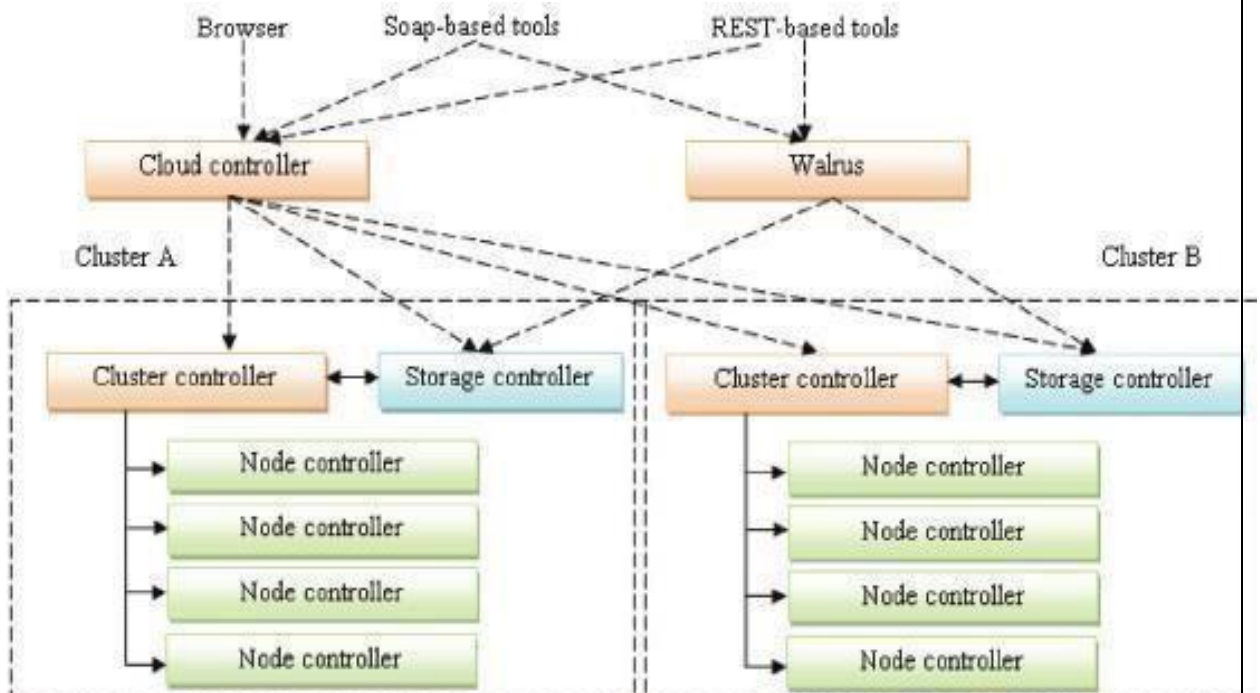 Browser
Soap-based tools
REST-based tools
Cloud controller
Walrus
Cluster A
Cluster B
Cluster controller
Storage controller
Cluster controller
Storage controller
Node controller
Node controller
Node controller
Node controller
Node controller
Node controller
Node controller
Node controller